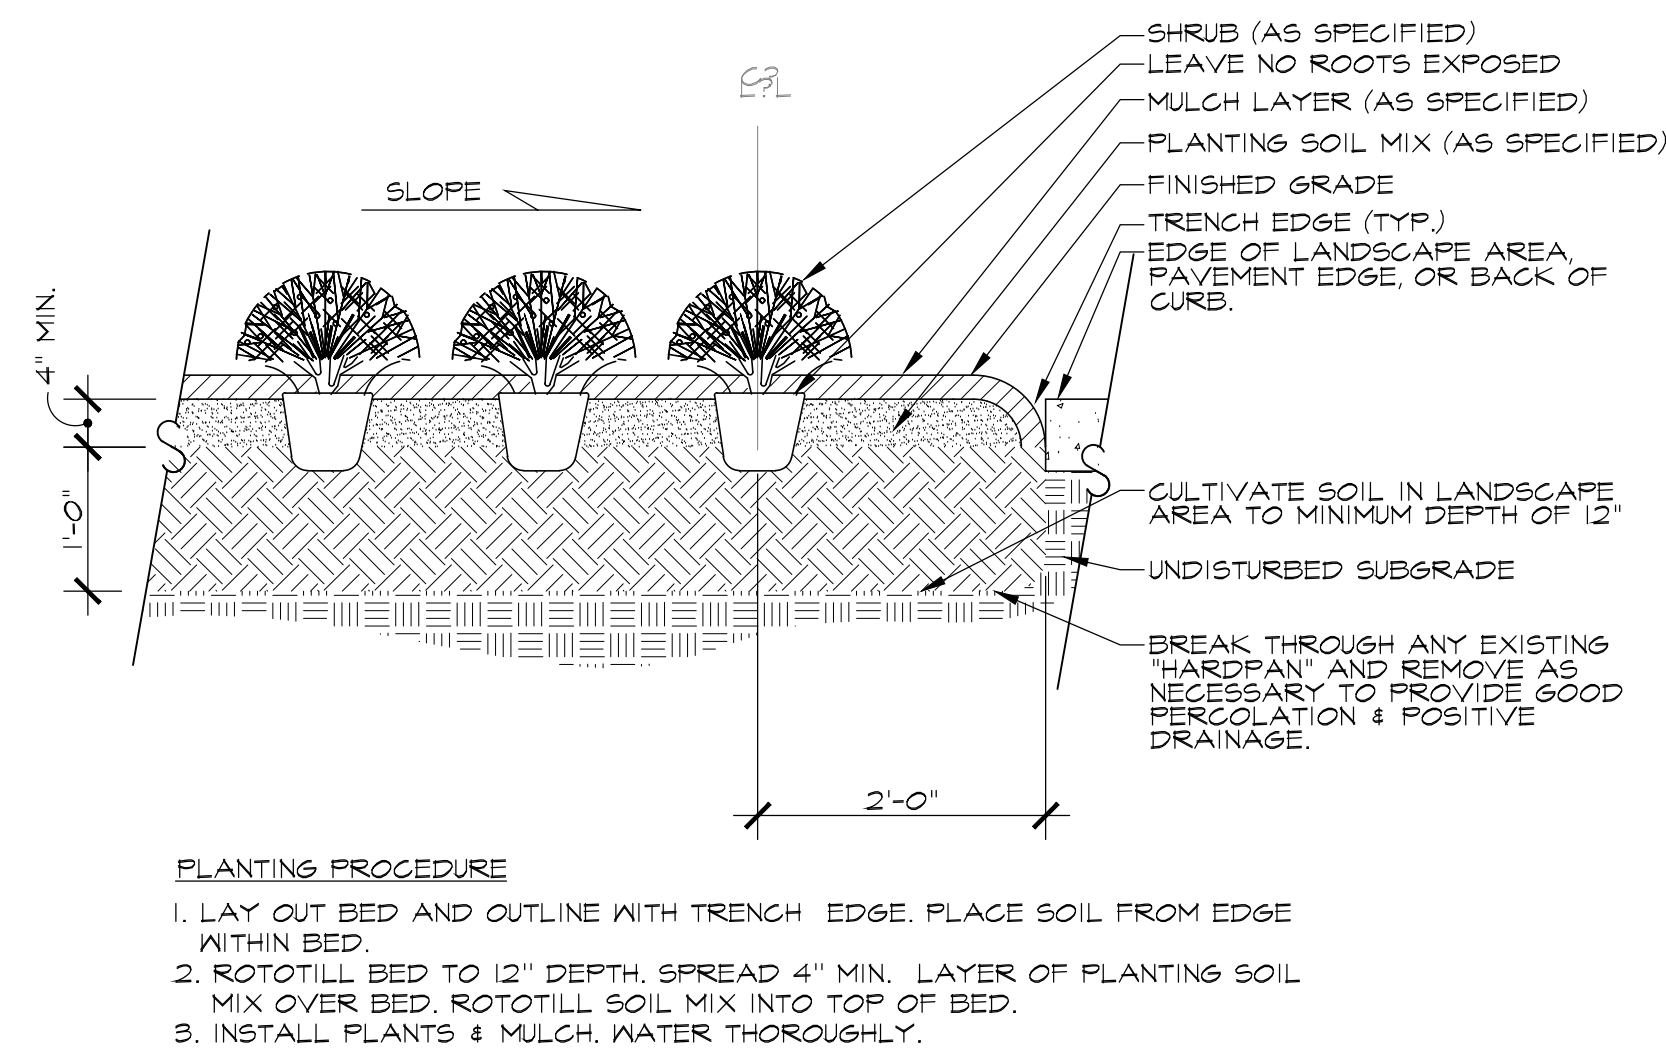 SHRUB (AS SPECIFIED)
LEAVE NO ROOTS EXPOSED
MULCH LAYER (AS SPECIFIED)
PLANTING SOIL MIX (AS SPECIFIED)
FINISHED GRADE
TRENCH EDGE (TYP.)
EDGE OF LANDSCAPE AREA,
PAVEMENT EDGE, OR BACK OF
CURB.
SLOPE
4" MIN.
1'-0"
CULTIVATE SOIL IN LANDSCAPE
AREA TO MINIMUM DEPTH OF 12"
UNDISTURBED SUBGRADE
BREAK THROUGH ANY EXISTING
"HARDPAN" AND REMOVE AS
NECESSARY TO PROVIDE GOOD
PERCOLATION & POSITIVE
DRAINAGE.
2'-0"
PLANTING PROCEDURE
1. LAY OUT BED AND OUTLINE WITH TRENCH EDGE. PLACE SOIL FROM EDGE
WITHIN BED.
2. ROTOTILL BED TO 12" DEPTH. SPREAD 4" MIN. LAYER OF PLANTING SOIL
MIX OVER BED. ROTOTILL SOIL MIX INTO TOP OF BED.
3. INSTALL PLANTS & MULCH. WATER THOROUGHLY.